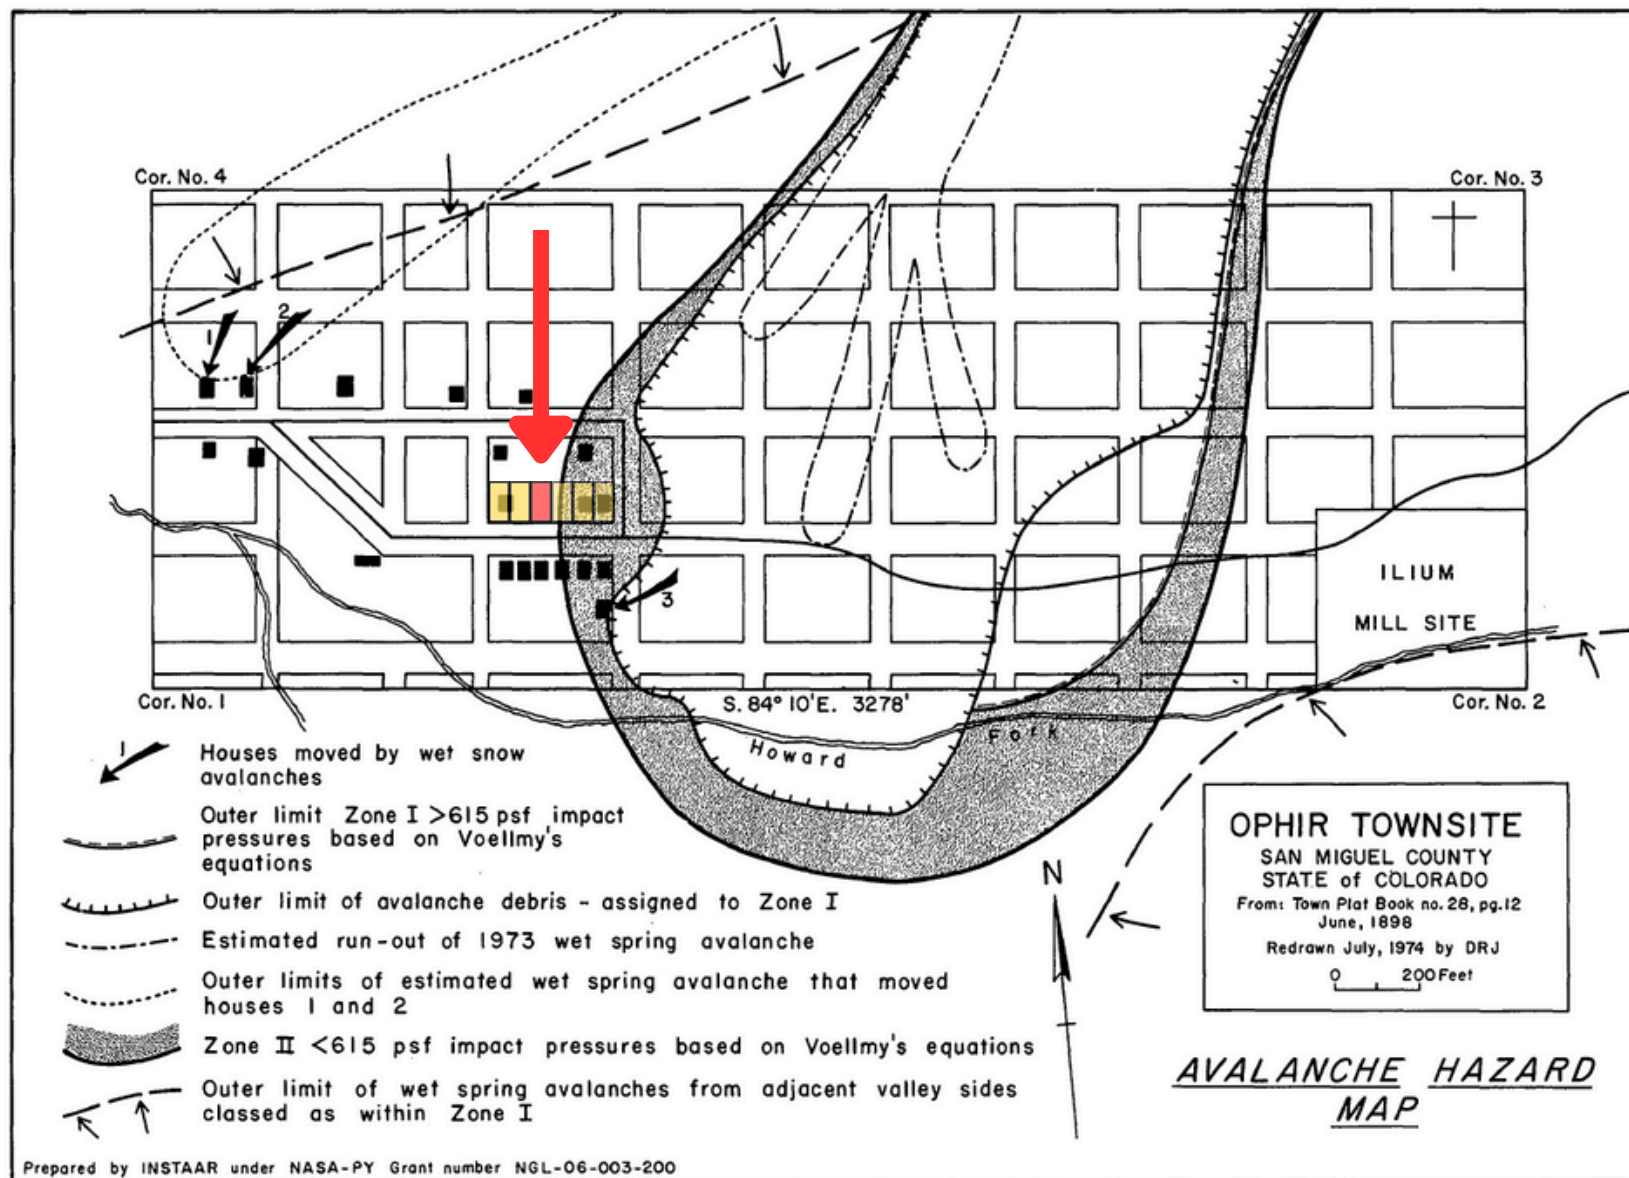 Cor. No. 4
Cor. No. 3
1
2
3
ILIUM
MILL SITE
Cor. No. 1
S. 84° 10' E. 3278'
Cor. No. 2
Howard
Fork
1
Houses moved by wet snow
avalanches
Outer limit Zone I >615 psf impact
pressures based on Voellmy's
equations
Outer limit of avalanche debris - assigned to Zone I
Estimated run-out of 1973 wet spring avalanche
Outer limits of estimated wet spring avalanche that moved
houses 1 and 2
Zone II <615 psf impact pressures based on Voellmy's equations
Outer limit of wet spring avalanches from adjacent valley sides
classed as within Zone I
N
OPHIR TOWNSITE
SAN MIGUEL COUNTY
STATE of COLORADO
From: Town Plat Book no. 28, pg. 12
June, 1898
Redrawn July, 1974 by DRJ
0 200 Feet
AVALANCHE HAZARD
MAP
Prepared by INSTAAR under NASA-PY Grant number NGL-06-003-200